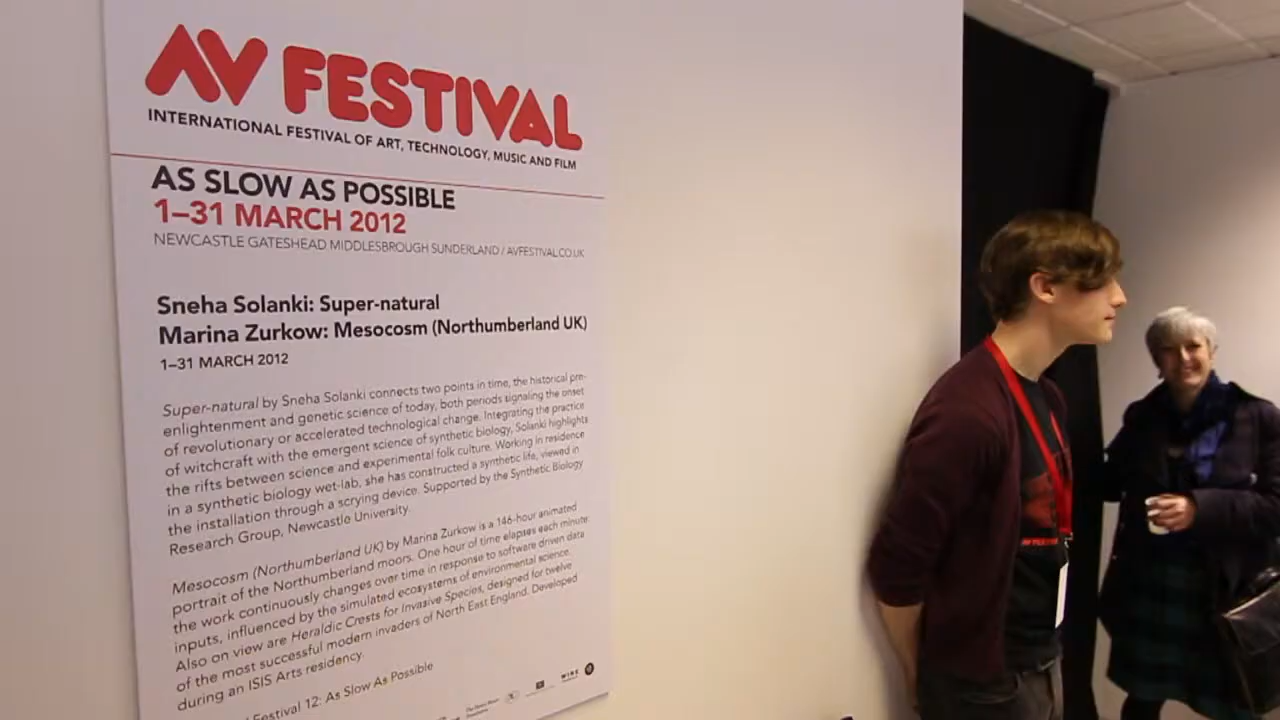 AV FESTIVAL
INTERNATIONAL FESTIVAL OF ART, TECHNOLOGY, MUSIC AND FILM
AS SLOW AS POSSIBLE
1–31 MARCH 2012
NEWCASTLE GATESHEAD MIDDLESBROUGH SUNDERLAND / AVFESTIVAL.CO.UK
Sneha Solanki: Super-natural
Marina Zurkow: Mesocosm (Northumberland UK)
1–31 MARCH 2012
Super-natural by Sneha Solanki connects two points in time, the historical pre-
enlightenment and genetic science of today, both periods signaling the onset
of revolutionary or accelerated technological change. Integrating the practice
of witchcraft with the emergent science of synthetic biology, Solanki highlights
the rifts between science and experimental folk culture. Working in residence
in a synthetic biology wet-lab, she has constructed a synthetic life, viewed in
the installation through a scrying device. Supported by the Synthetic Biology
Research Group, Newcastle University.
Mesocosm (Northumberland UK) by Marina Zurkow is a 146-hour animated
portrait of the Northumberland moors. One hour of time elapses each minute:
the work continuously changes over time in response to software driven data
inputs, influenced by the simulated ecosystems of environmental science.
Also on view are Heraldic Crests for Invasive Species, designed for twelve
of the most successful modern invaders of North East England. Developed
during an ISIS Arts residency.
Festival 12: As Slow As Possible